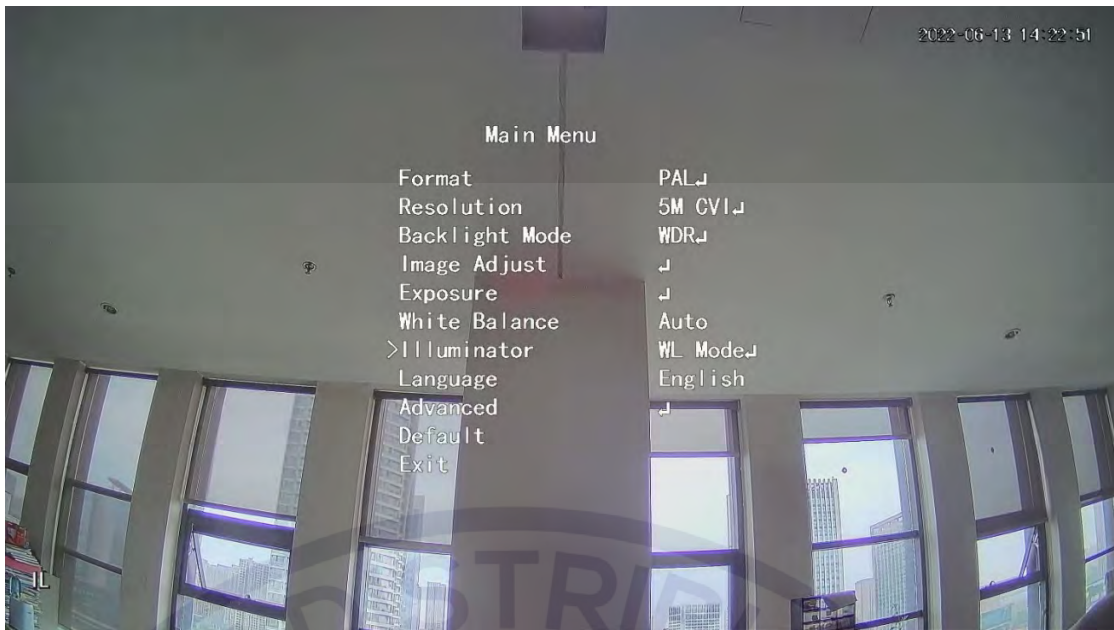 2022-06-13 14:22:51
Main Menu
Format PAL↲
Resolution 5M CVI↲
Backlight Mode WDR↲
Image Adjust ↲
Exposure ↲
White Balance Auto
>Illuminator WL Mode↲
Language English
Advanced ↲
Default
Exit
IL
STRI